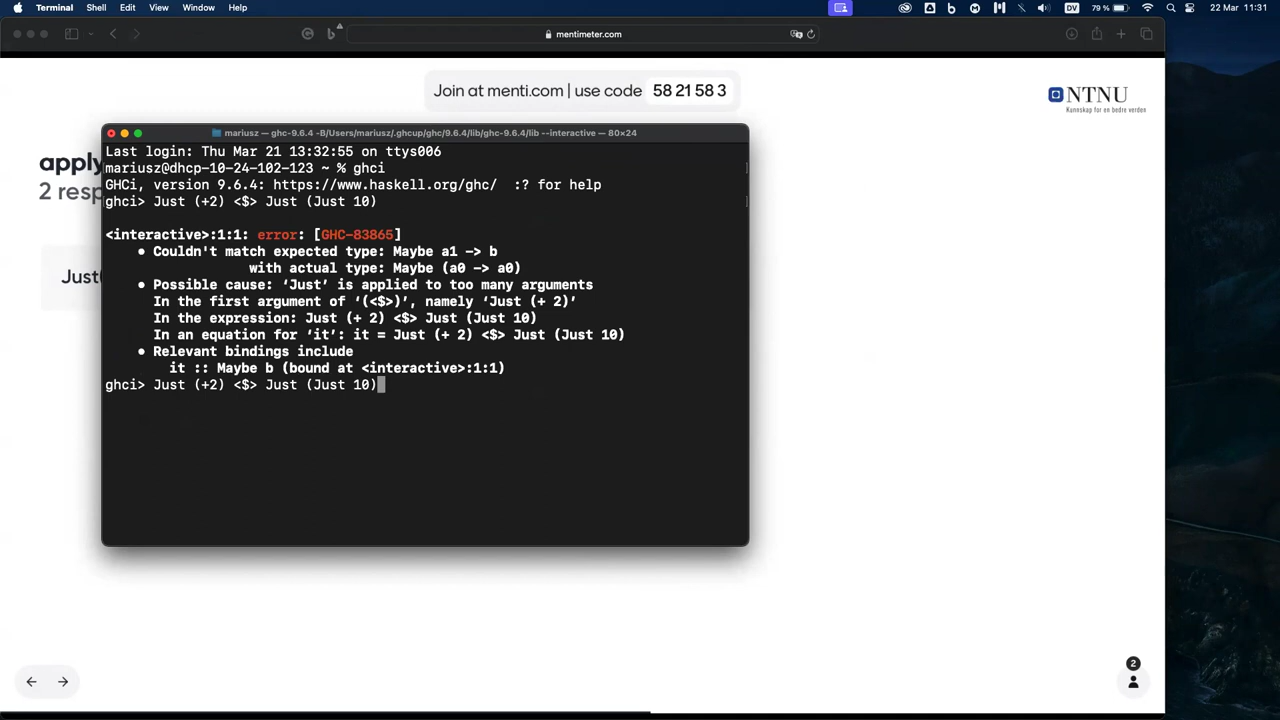 Terminal Shell Edit View Window Help DV 79 % 22 Mar 11:31
mentimeter.com
Join at menti.com | use code 58 21 58 3
NTNU
Kunnskap for en bedre verden
apply
2 resp
Just
mariusz — ghc-9.6.4 -B/Users/mariusz/.ghcup/ghc/9.6.4/lib/ghc-9.6.4/lib --interactive — 80×24
Last login: Thu Mar 21 13:32:55 on ttys006
mariusz@dhcp-10-24-102-123 ~ % ghci
GHCi, version 9.6.4: https://www.haskell.org/ghc/  :? for help
ghci> Just (+2) <$> Just (Just 10)
<interactive>:1:1: error: [GHC-83865]
• Couldn't match expected type: Maybe a1 -> b
with actual type: Maybe (a0 -> a0)
• Possible cause: ‘Just’ is applied to too many arguments
In the first argument of ‘(<$>)’, namely ‘Just (+ 2)’
In the expression: Just (+ 2) <$> Just (Just 10)
In an equation for ‘it’: it = Just (+ 2) <$> Just (Just 10)
• Relevant bindings include
it :: Maybe b (bound at <interactive>:1:1)
ghci> Just (+2) <$> Just (Just 10)
2